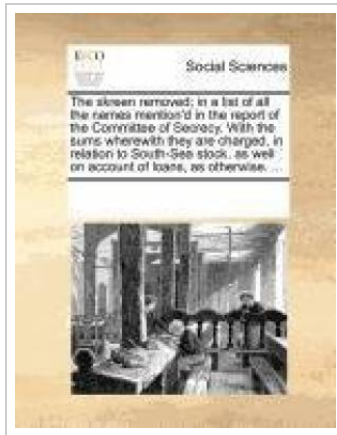 ECCO
Social Sciences
The skreen removed; in a list of all
the names mention'd in the report of
the Committee of Secrecy. With the
sums wherewith they are charged, in
relation to South-Sea stock, as well
on account of loans, as otherwise. ...